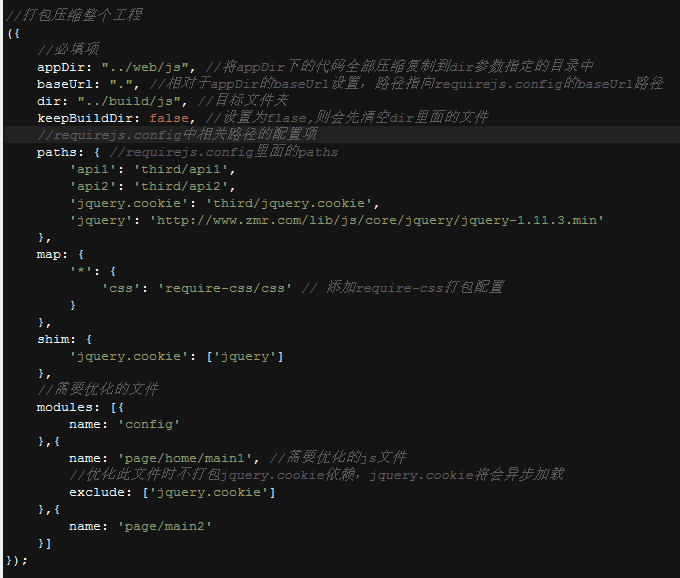 //打包压缩整个工程
({
    //必填项
    appDir: "../web/js", //将appDir下的代码全部压缩复制到dir参数指定的目录中
    baseUrl: ".", //相对于appDir的baseUrl设置，路径指向requirejs.config的baseUrl路径
    dir: "../build/js", //目标文件夹
    keepBuildDir: false, //设置为flase,则会先清空dir里面的文件
    //requirejs.config中相关路径的配置项
    paths: { //requirejs.config里面的paths
        'api1': 'third/api1',
        'api2': 'third/api2',
        'jquery.cookie': 'third/jquery.cookie',
        'jquery': 'http://www.zmr.com/lib/js/core/jquery/jquery-1.11.3.min'
    },
    map: {
        '*': {
            'css': 'require-css/css' // 添加require-css打包配置
        }
    },
    shim: {
        'jquery.cookie': ['jquery']
    },
    //需要优化的文件
    modules: [{
        name: 'config'
    },{
        name: 'page/home/main1', //需要优化的js文件
        //优化此文件时不打包jquery.cookie依赖，jquery.cookie将会异步加载
        exclude: ['jquery.cookie']
    },{
        name: 'page/main2'
    }]
});